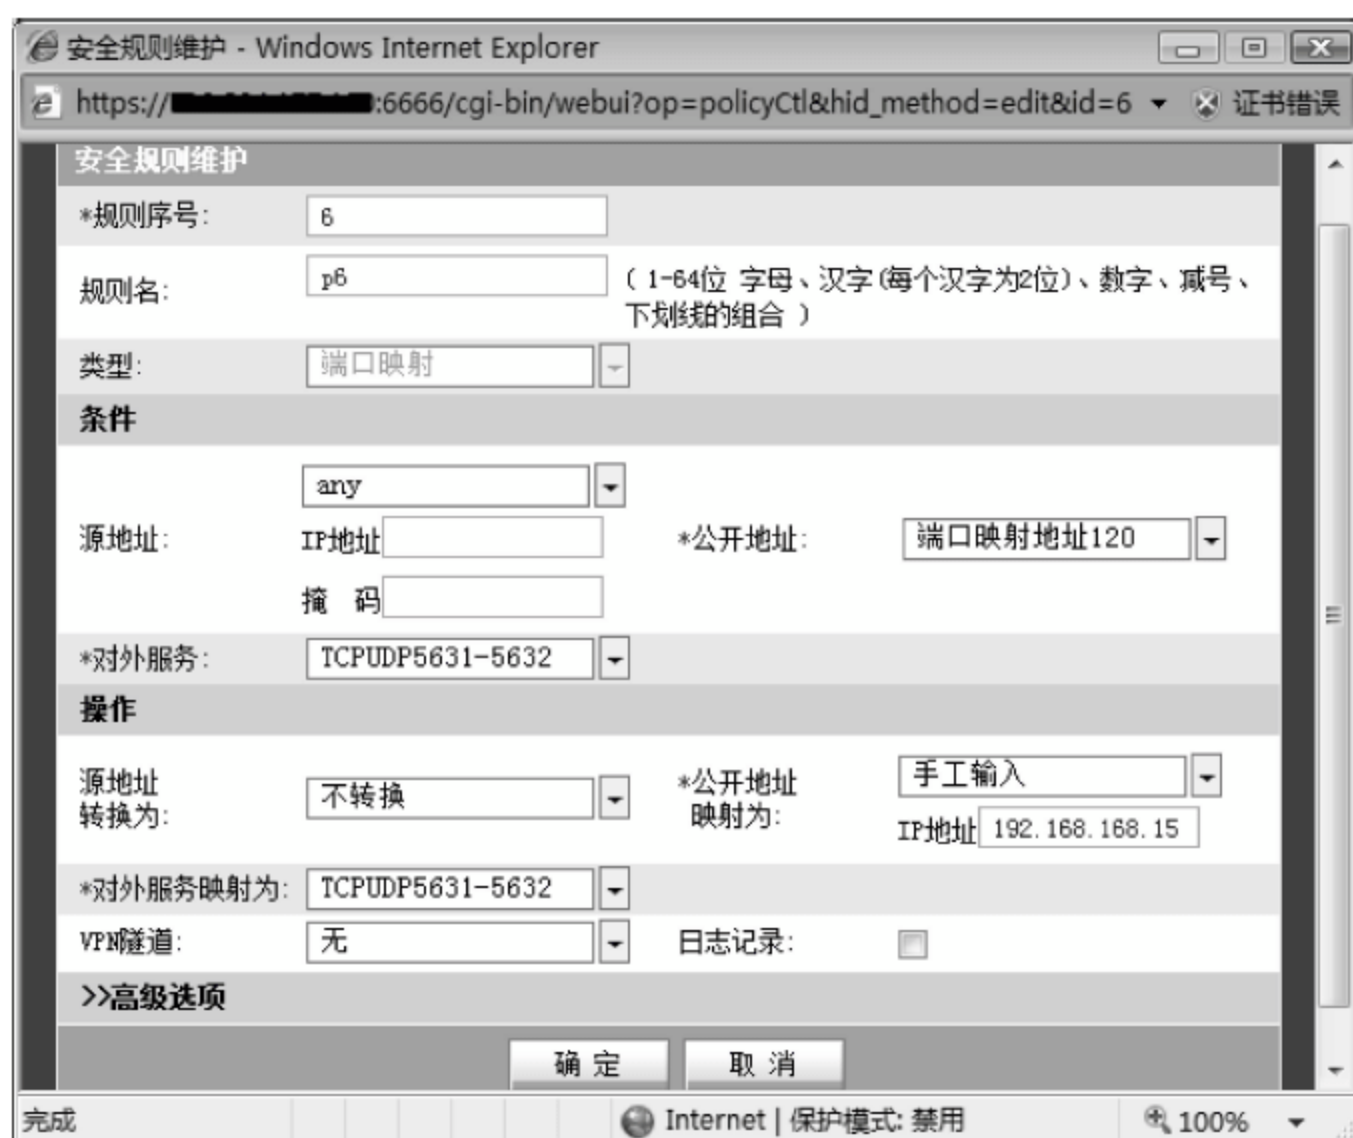 安全规则维护 - Windows Internet Explorer
https:// :6666/cgi-bin/webui?op=policyCtl&hid_method=edit&id=6 证书错误
安全规则维护
*规则序号: 6
规则名: p6 ( 1-64位 字母、汉字(每个汉字为2位)、数字、减号、
下划线的组合 )
类型: 端口映射
条件
any
源地址: IP地址 *公开地址: 端口映射地址120
掩 码
*对外服务: TCPUDP5631-5632
操作
源地址 *公开地址 手工输入
转换为: 不转换 映射为: IP地址 192.168.168.15
*对外服务映射为: TCPUDP5631-5632
VPN隧道: 无 日志记录:
>>高级选项
确 定 取 消
完成 Internet | 保护模式: 禁用 100%